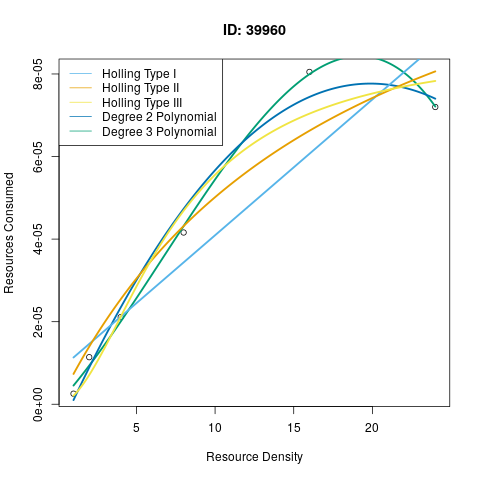 ID: 39960
Holling Type I
Holling Type II
Holling Type III
Degree 2 Polynomial
Degree 3 Polynomial
Resources Consumed
0e+00
2e-05
4e-05
6e-05
8e-05
5
10
15
20
Resource Density